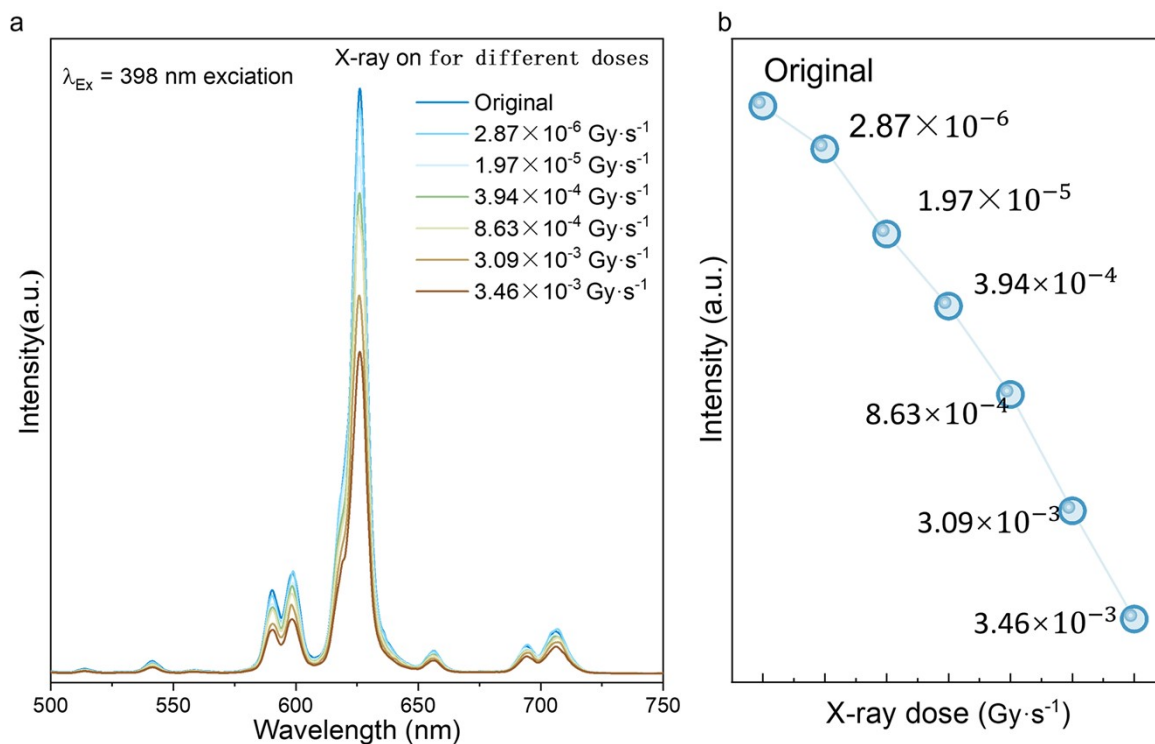 a
λEx = 398 nm exciation
X-ray on for different doses
Original
2.87×10⁻⁶ Gy·s⁻¹
1.97×10⁻⁵ Gy·s⁻¹
3.94×10⁻⁴ Gy·s⁻¹
8.63×10⁻⁴ Gy·s⁻¹
3.09×10⁻³ Gy·s⁻¹
3.46×10⁻³ Gy·s⁻¹
Intensity(a.u.)
500 550 600 650 700 750
Wavelength (nm)
b
Original
2.87×10⁻⁶
1.97×10⁻⁵
3.94×10⁻⁴
8.63×10⁻⁴
3.09×10⁻³
3.46×10⁻³
Intensity (a.u.)
X-ray dose (Gy·s⁻¹)